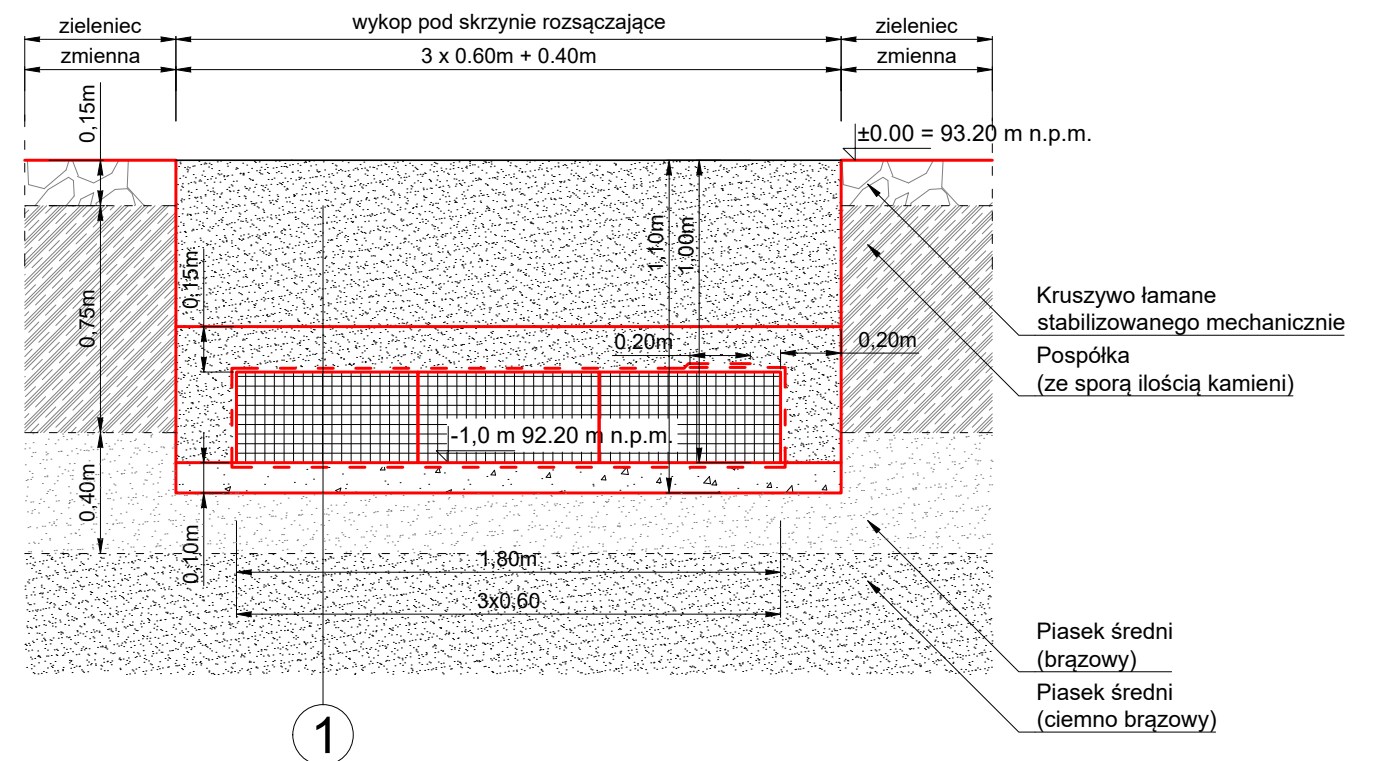 zieleniec
wykop pod skrzynie rozsączające
zieleniec
zmienna
3 x 0.60m + 0.40m
zmienna
0,15m
±0.00 = 93.20 m n.p.m.
1,10m
1,00m
0,15m
0,75m
Kruszywo łamane
stabilizowanego mechanicznie
0,20m
0,20m
Pospółka
(ze sporą ilością kamieni)
-1,0 m 92.20 m n.p.m.
0,40m
0,10m
1,80m
3x0,60
Piasek średni
(brązowy)
Piasek średni
(ciemno brązowy)
1